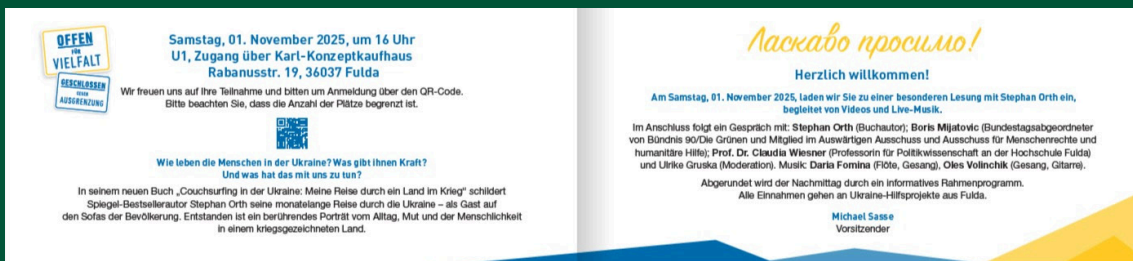 OFFEN
FÜR
VIELFALT
GESCHLOSSEN
GEGEN
AUSGRENZUNG
Samstag, 01. November 2025, um 16 Uhr
U1, Zugang über Karl-Konzeptkaufhaus
Rabanusstr. 19, 36037 Fulda
Wir freuen uns auf Ihre Teilnahme und bitten um Anmeldung über den QR-Code.
Bitte beachten Sie, dass die Anzahl der Plätze begrenzt ist.
Wie leben die Menschen in der Ukraine? Was gibt ihnen Kraft?
Und was hat das mit uns zu tun?
In seinem neuen Buch „Couchsurfing in der Ukraine: Meine Reise durch ein Land im Krieg" schildert
Spiegel-Bestsellerautor Stephan Orth seine monatelange Reise durch die Ukraine – als Gast auf
den Sofas der Bevölkerung. Entstanden ist ein berührendes Porträt vom Alltag, Mut und der Menschlichkeit
in einem kriegsgezeichneten Land.
Ласкаво просимо!
Herzlich willkommen!
Am Samstag, 01. November 2025, laden wir Sie zu einer besonderen Lesung mit Stephan Orth ein,
begleitet von Videos und Live-Musik.
Im Anschluss folgt ein Gespräch mit: Stephan Orth (Buchautor); Boris Mijatovic (Bundestagsabgeordneter
von Bündnis 90/Die Grünen und Mitglied im Auswärtigen Ausschuss und Ausschuss für Menschenrechte und
humanitäre Hilfe); Prof. Dr. Claudia Wiesner (Professorin für Politikwissenschaft an der Hochschule Fulda)
und Ulrike Gruska (Moderation). Musik: Daria Fomina (Flöte, Gesang), Oles Volinchik (Gesang, Gitarre).
Abgerundet wird der Nachmittag durch ein informatives Rahmenprogramm.
Alle Einnahmen gehen an Ukraine-Hilfsprojekte aus Fulda.
Michael Sasse
Vorsitzender